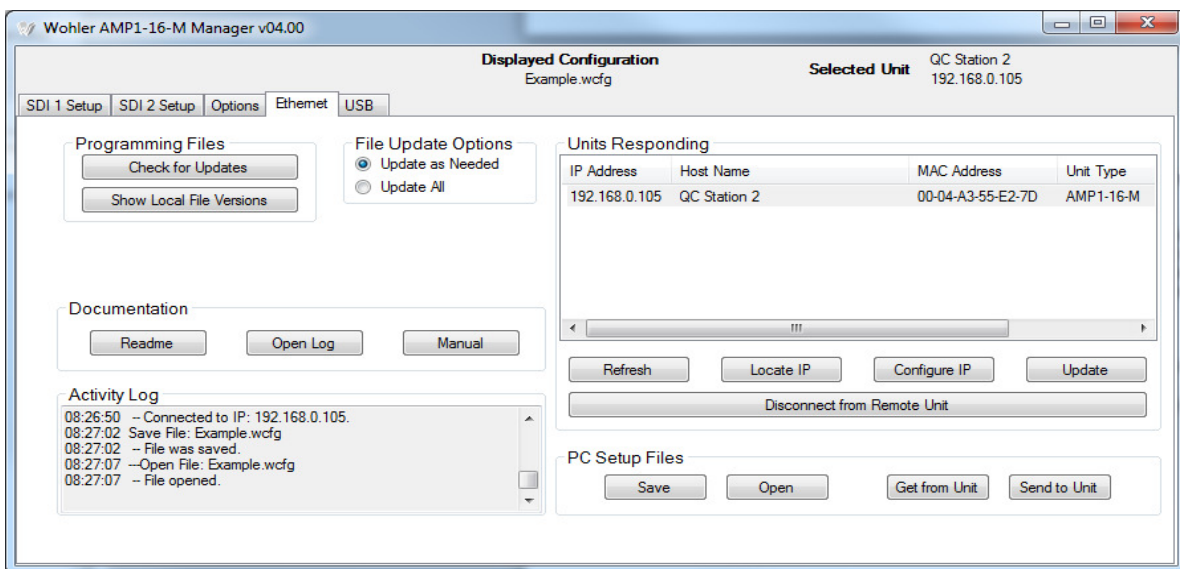 Wohler AMP1-16-M Manager v04.00
Displayed Configuration
Example.wcfg
Selected Unit
QC Station 2
192.168.0.105
SDI 1 Setup
SDI 2 Setup
Options
Ethernet
USB
Programming Files
Check for Updates
Show Local File Versions
File Update Options
Update as Needed
Update All
Units Responding
IP Address Host Name MAC Address Unit Type
192.168.0.105 QC Station 2 00-04-A3-55-E2-7D AMP1-16-M
Documentation
Readme
Open Log
Manual
Refresh
Locate IP
Configure IP
Update
Disconnect from Remote Unit
Activity Log
08:26:50 -- Connected to IP: 192.168.0.105.
08:27:02 Save File: Example.wcfg
08:27:02 -- File was saved.
08:27:07 ---Open File: Example.wcfg
08:27:07 -- File opened.
PC Setup Files
Save
Open
Get from Unit
Send to Unit